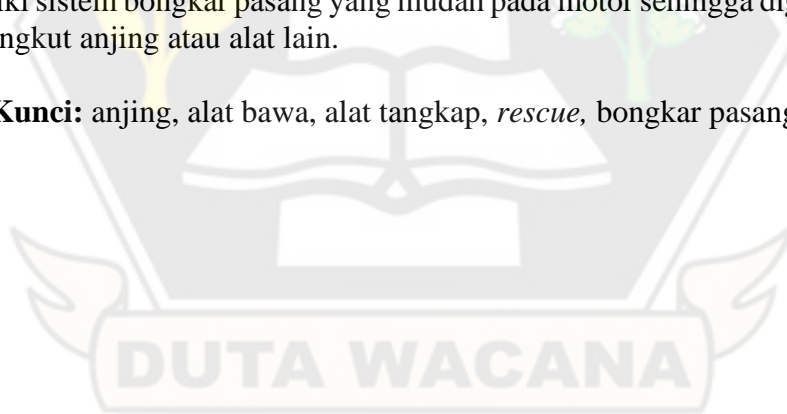 sistem bongkar pasang yang mudah pada motor sehingga
anjing atau alat lain.
Kunci: anjing, alat bawa, alat tangkap, rescue, bongkar pasang
DUTA WACANA